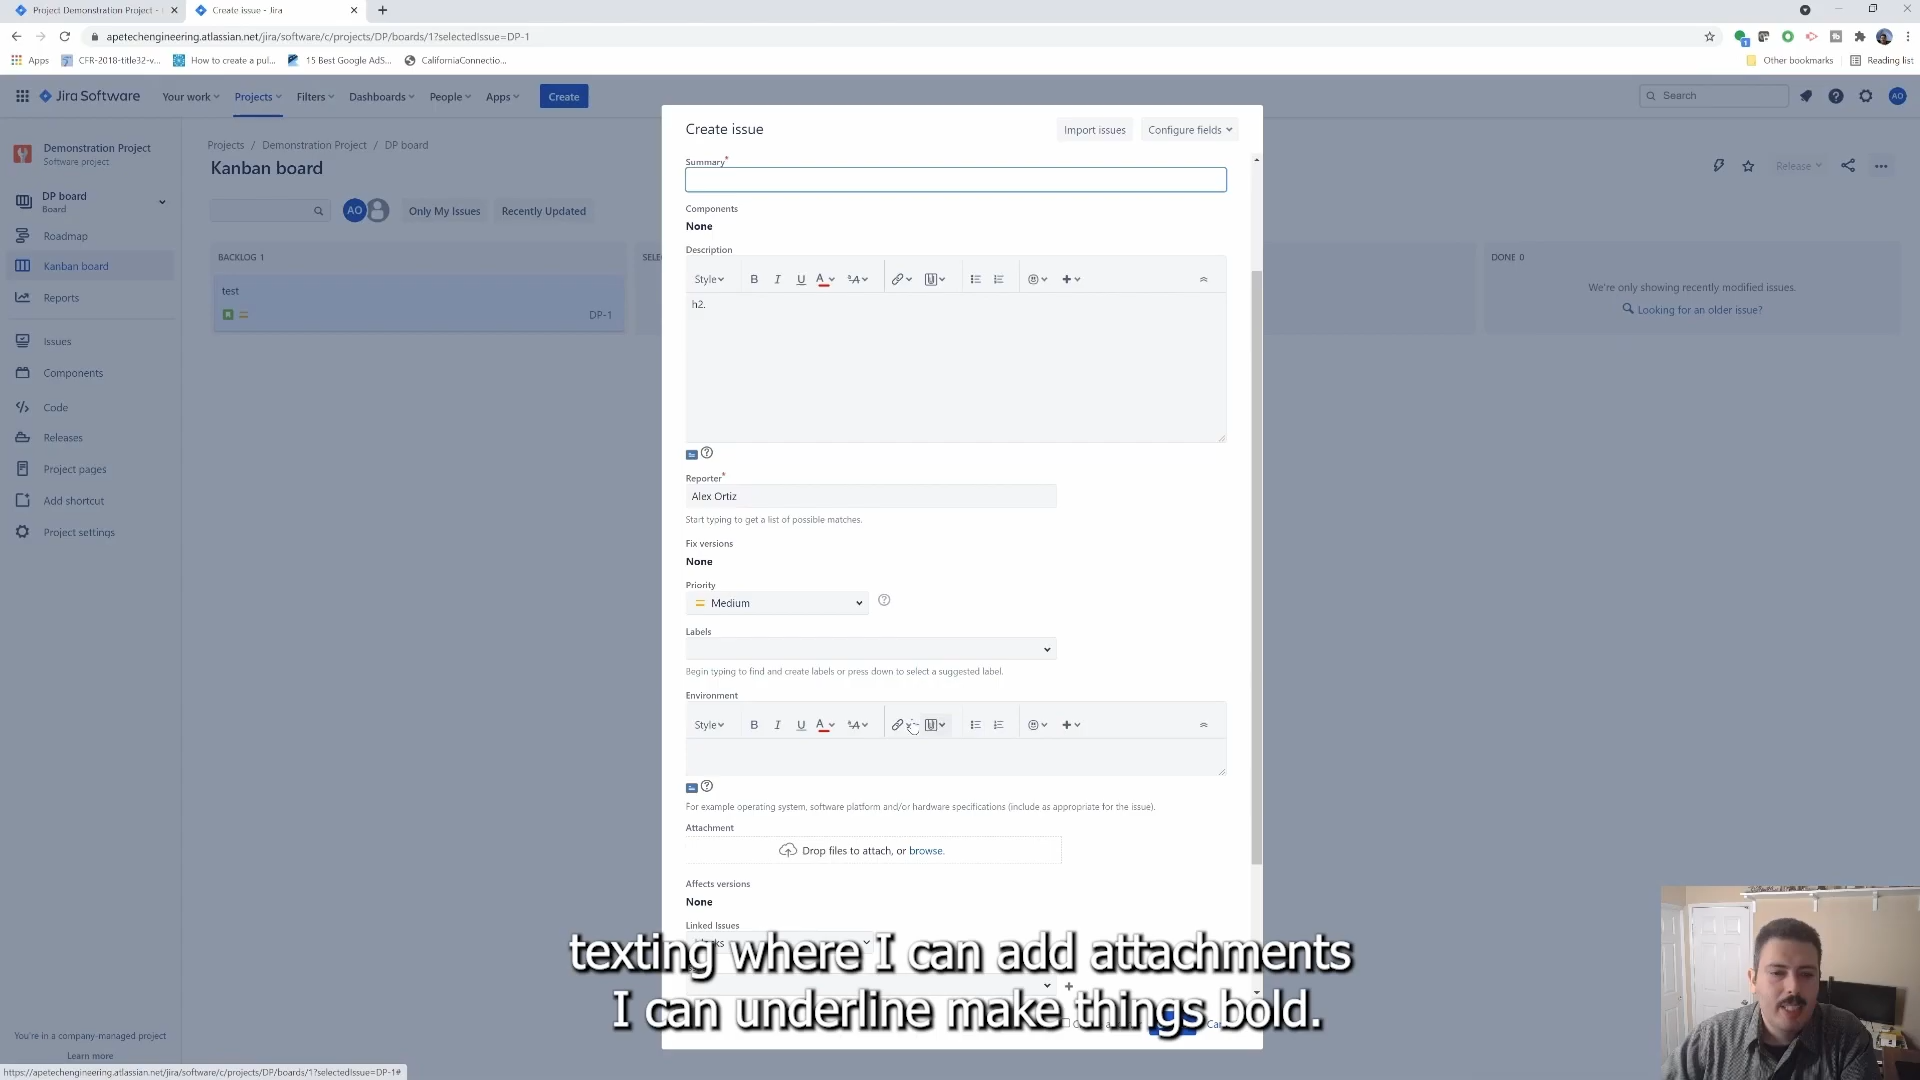 Project Demonstration Project -
Create issue - Jira
apetechengineering.atlassian.net/jira/software/c/projects/DP/boards/1?selectedIssue=DP-1
Apps
CFR-2018-title32-v...
How to create a pul...
15 Best Google AdS...
CaliforniaConnectio...
Other bookmarks
Reading list
Jira Software
Your work
Projects
Filters
Dashboards
People
Apps
Create
Search
AO
Demonstration Project
Software project
DP board
Board
Roadmap
Kanban board
Reports
Issues
Components
Code
Releases
Project pages
Add shortcut
Project settings
You're in a company-managed project
Learn more
https://apetechengineering.atlassian.net/jira/software/c/projects/DP/boards/1?selectedIssue=DP-1#
Projects / Demonstration Project / DP board
Kanban board
Release
AO
Only My Issues
Recently Updated
BACKLOG 1
test
DP-1
DONE 0
We're only showing recently modified issues.
Looking for an older issue?
Create issue
Import issues
Configure fields
Summary*
Components
None
Description
Style
B I U A
h2.
Reporter*
Alex Ortiz
Start typing to get a list of possible matches.
Fix versions
None
Priority
Medium
Labels
Begin typing to find and create labels or press down to select a suggested label.
Environment
Style
B I U A
For example operating system, software platform and/or hardware specifications (include as appropriate for the issue).
Attachment
Drop files to attach, or browse.
Affects versions
None
Linked Issues
texting where I can add attachments
I can underline make things bold.